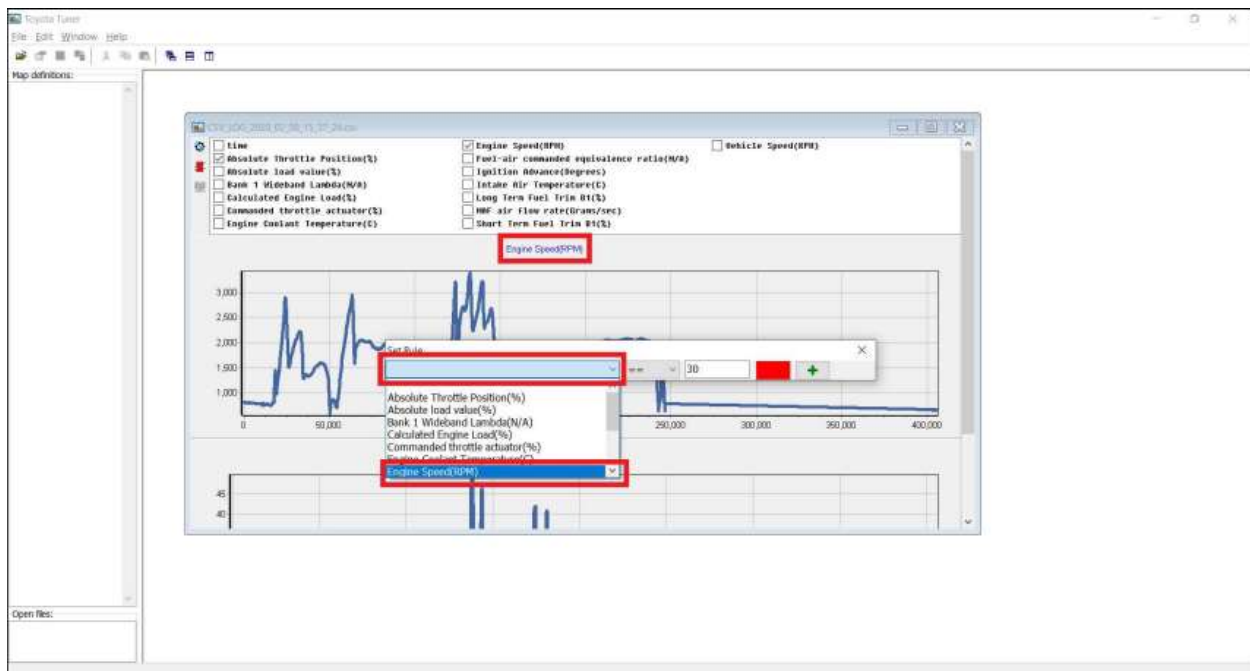 Toyota Tuner
File Edit Window Help
Map definitions:
time
Absolute Throttle Position(%)
Absolute load value(%)
Bank 1 Wideband Lambda(N/A)
Calculated Engine Load(%)
Commanded throttle actuator(%)
Engine Coolant Temperature(C)
Engine Speed(RPM)
Fuel-air commanded equivalence ratio(N/A)
Ignition Advance(Degrees)
Intake Air Temperature(C)
Long Term Fuel Trim B1(%)
MAF air flow rate(Grams/sec)
Short Term Fuel Trim B1(%)
Vehicle Speed(KPH)
Engine Speed(RPM)
3,000
2,500
2,000
1,500
1,000
0 50,000 250,000 300,000 350,000 400,000
Set Rule
== 30
Absolute Throttle Position(%)
Absolute load value(%)
Bank 1 Wideband Lambda(N/A)
Calculated Engine Load(%)
Commanded throttle actuator(%)
Engine Coolant Temperature(C)
Engine Speed(RPM)
45
40
Open files: